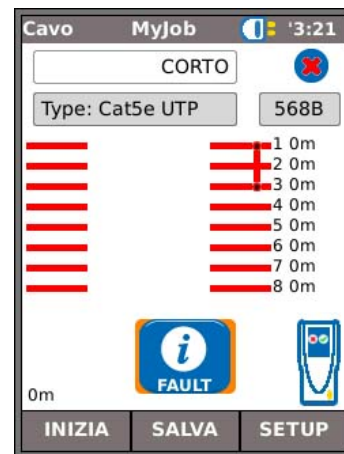 Cavo MyJob '3:21
CORTO
Type: Cat5e UTP 568B
1 0m
2 0m
3 0m
4 0m
5 0m
6 0m
7 0m
8 0m
i
FAULT
0m
INIZIA SALVA SETUP